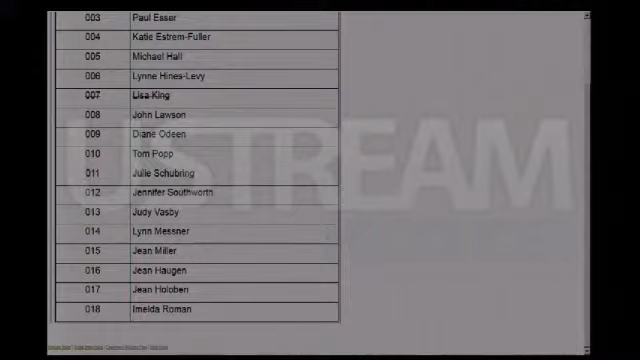 003 Paul Esser
004 Katie Estrem-Fuller
005 Michael Hall
006 Lynne Hines-Levy
007 Lisa King
008 John Lawson
009 Diane Odeen
010 Tom Popp
011 Julie Schubring
012 Jennifer Southworth
013 Judy Vasby
014 Lynn Messner
015 Jean Miller
016 Jean Haugen
017 Jean Holoben
018 Imelda Roman
USTREAM